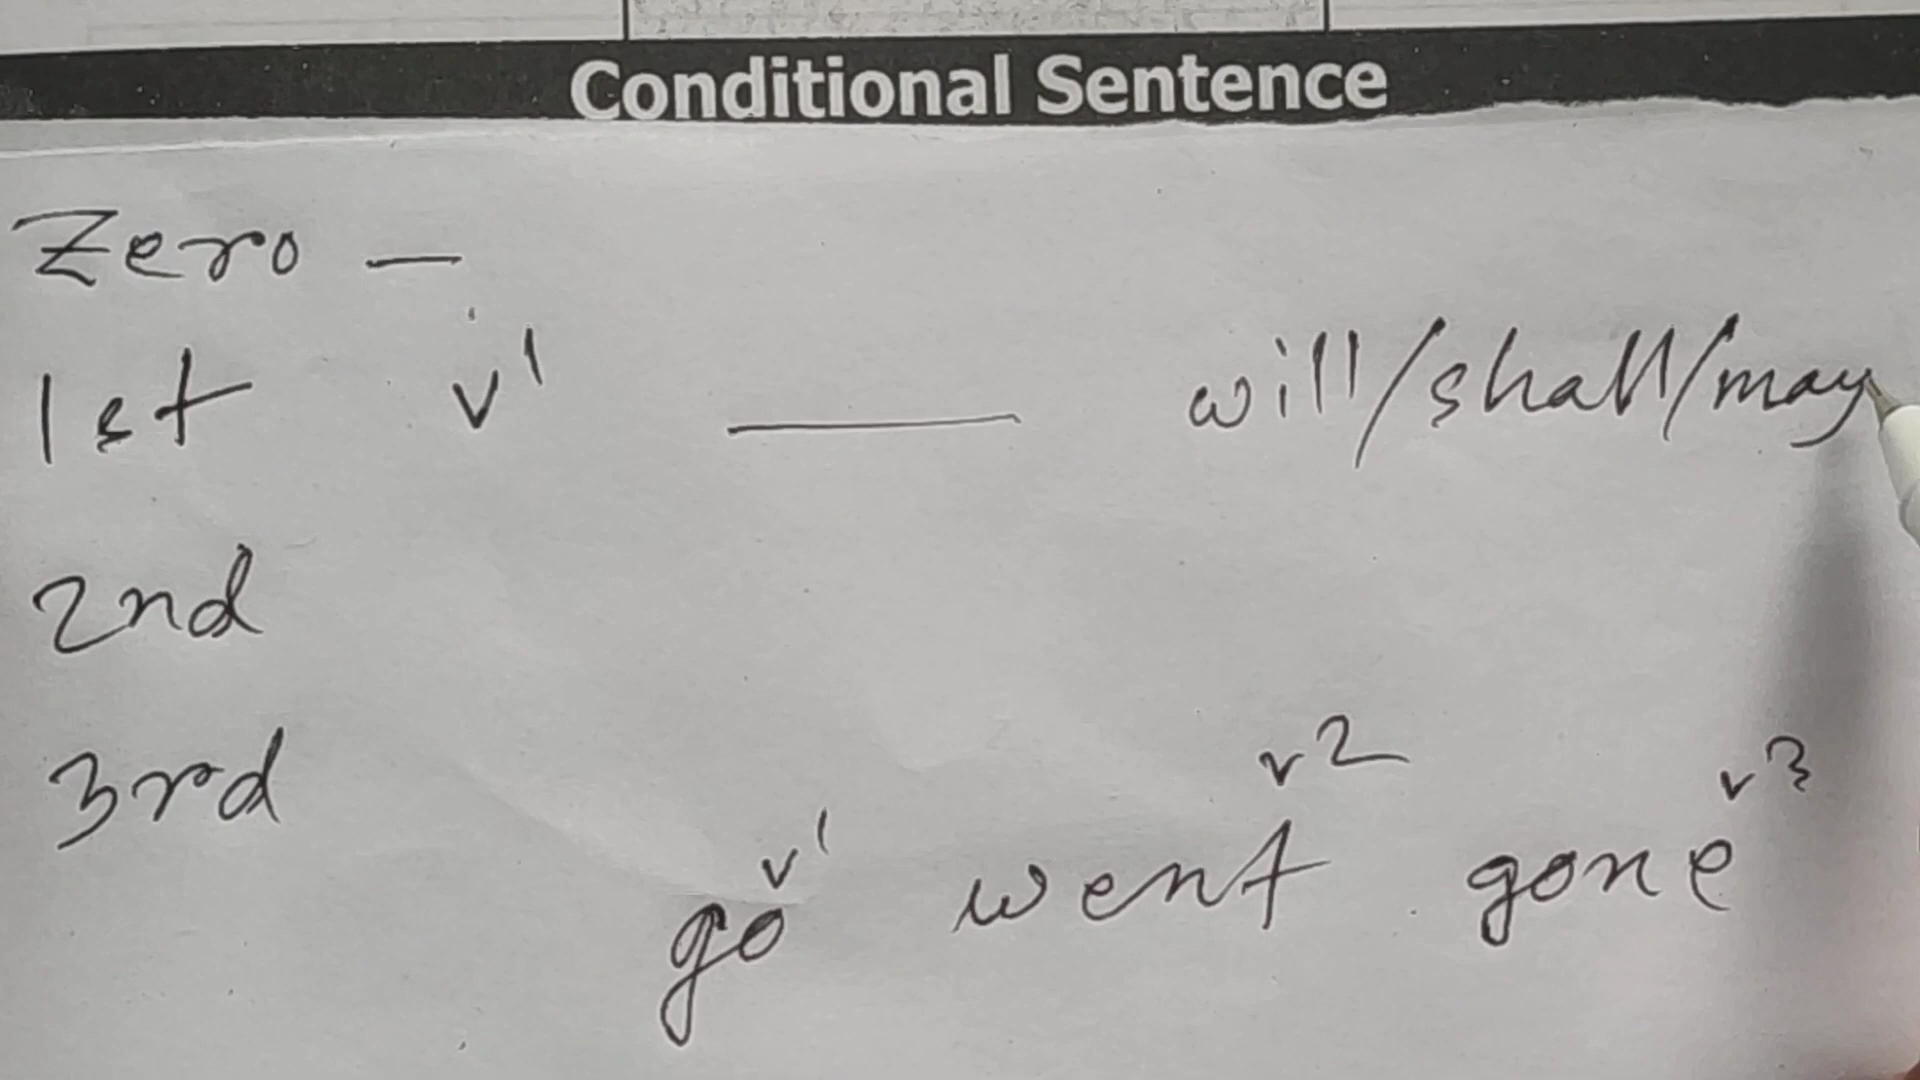 Conditional Sentence
Zero —
1st v1 —— will/shall/may
2nd
3rd
v1 v2 v3
go went gone